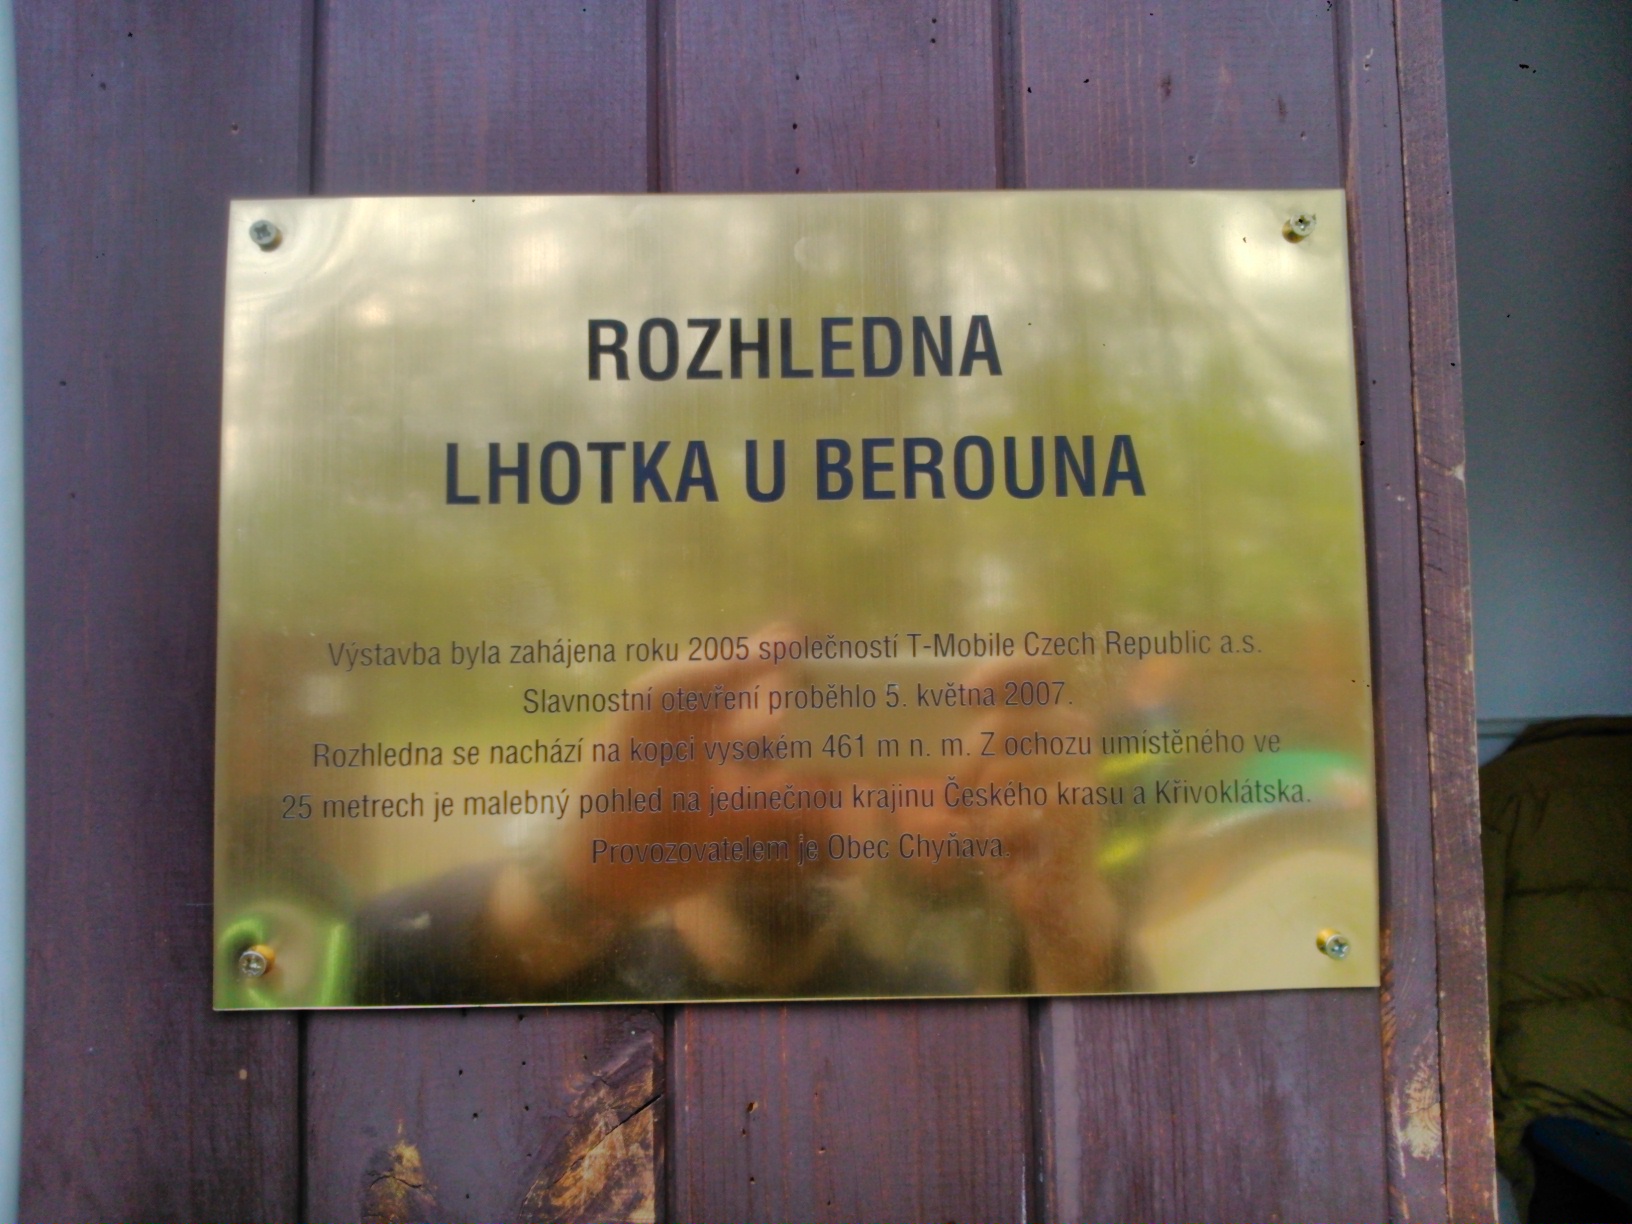 ROZHLEDNA
LHOTKA U BEROUNA
Výstavba byla zahájena roku 2005 společností T-Mobile Czech Republic a.s.
Slavnostní otevření proběhlo 5. května 2007.
Rozhledna se nachází na kopci vysokém 461 m n. m. Z ochozu umístěného ve
25 metrech je malebný pohled na jedinečnou krajinu Českého krasu a Křivoklátska.
Provozovatelem je Obec Chyňava.